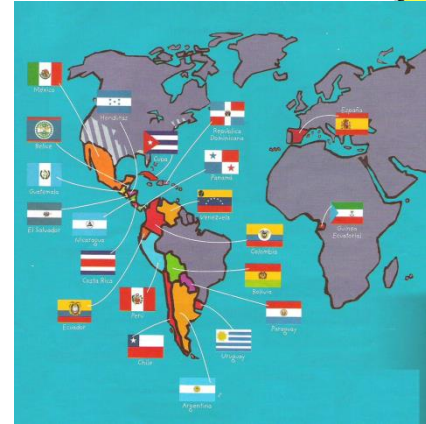 México
Honduras
España
República
Dominicana
Cuba
Belice
Panamá
Guatemala
Venezuela
El Salvador
Nicaragua
Colombia
Guinea
Ecuatorial
Costa Rica
Bolivia
Perú
Ecuador
Paraguay
Uruguay
Chile
Argentina